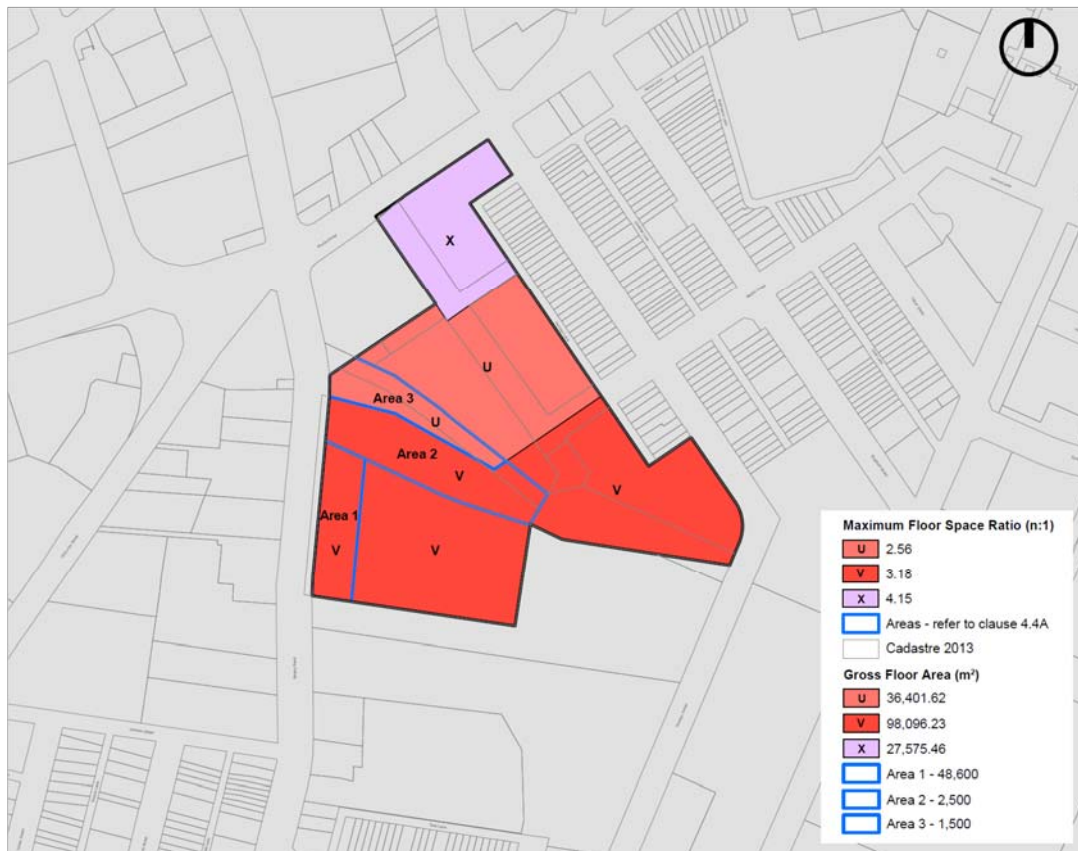 X
U
Area 3
U
Area 2
V
V
Area 1
V
V
Maximum Floor Space Ratio (n:1)
U 2.56
V 3.18
X 4.15
Areas - refer to clause 4.4A
Cadastre 2013
Gross Floor Area (m²)
U 36,401.62
V 98,096.23
X 27,575.46
Area 1 - 48,600
Area 2 - 2,500
Area 3 - 1,500